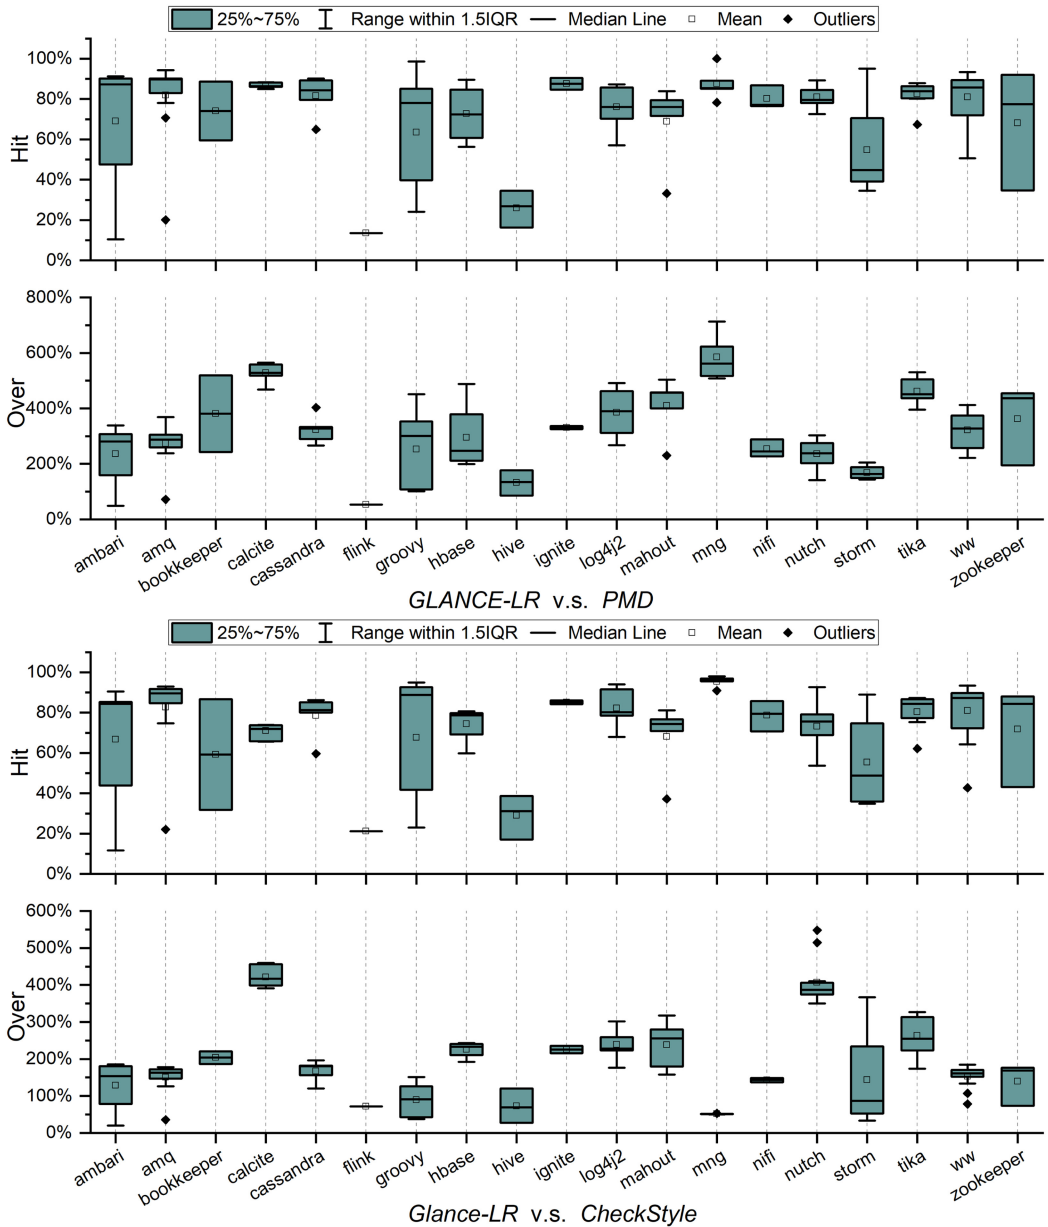 25%~75% Range within 1.5IQR Median Line Mean Outliers
Hit
100%
80%
60%
40%
20%
0%
Over
800%
600%
400%
200%
0%
ambari amq bookkeeper calcite cassandra flink groovy hbase hive ignite log4j2 mahout mng nifi nutch storm tika ww zookeeper
GLANCE-LR v.s. PMD
25%~75% Range within 1.5IQR Median Line Mean Outliers
Hit
100%
80%
60%
40%
20%
0%
Over
600%
500%
400%
300%
200%
100%
0%
ambari amq bookkeeper calcite cassandra flink groovy hbase hive ignite log4j2 mahout mng nifi nutch storm tika ww zookeeper
Glance-LR v.s. CheckStyle